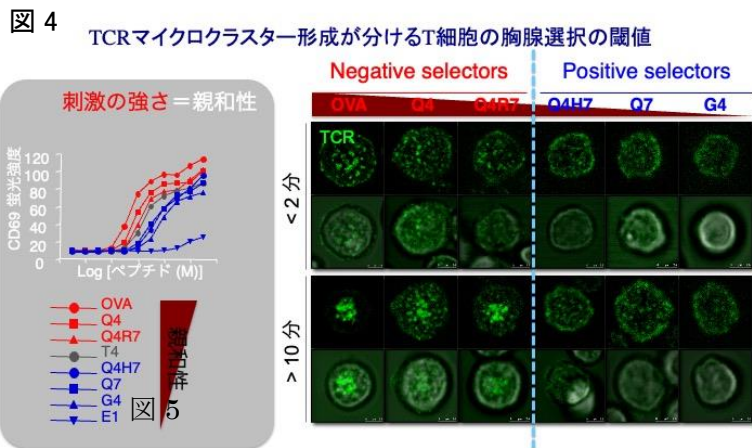 図 4
TCRマイクロクラスター形成が分けるT細胞の胸腺選択の閾値
刺激の強さ＝親和性
CD69 蛍光強度
120
100
80
60
40
20
0
Log [ペプチド (M)]
OVA
Q4
Q4R7
T4
Q4H7
Q7
G4
E1
親和性
図 5
Negative selectors
Positive selectors
OVA Q4 Q4R7 Q4H7 Q7 G4
TCR
< 2 分
> 10 分